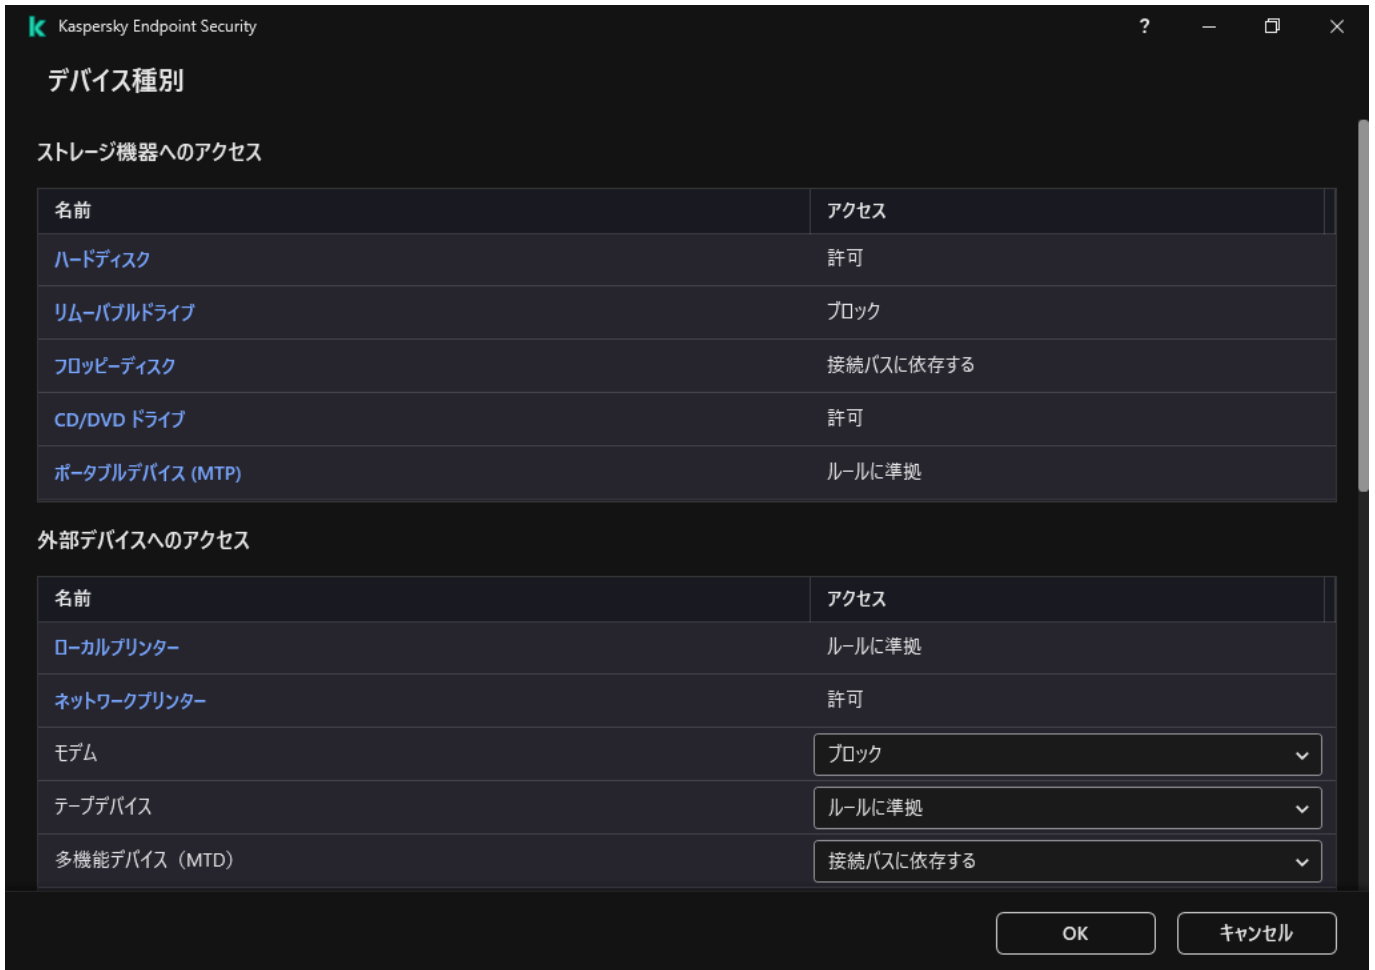 Kaspersky Endpoint Security
デバイス種別
ストレージ機器へのアクセス
名前 アクセス
ハードディスク 許可
リムーバブルドライブ ブロック
フロッピーディスク 接続バスに依存する
CD/DVD ドライブ 許可
ポータブルデバイス (MTP) ルールに準拠
外部デバイスへのアクセス
名前 アクセス
ローカルプリンター ルールに準拠
ネットワークプリンター 許可
モデム ブロック
テープデバイス ルールに準拠
多機能デバイス（MTD） 接続バスに依存する
OK キャンセル